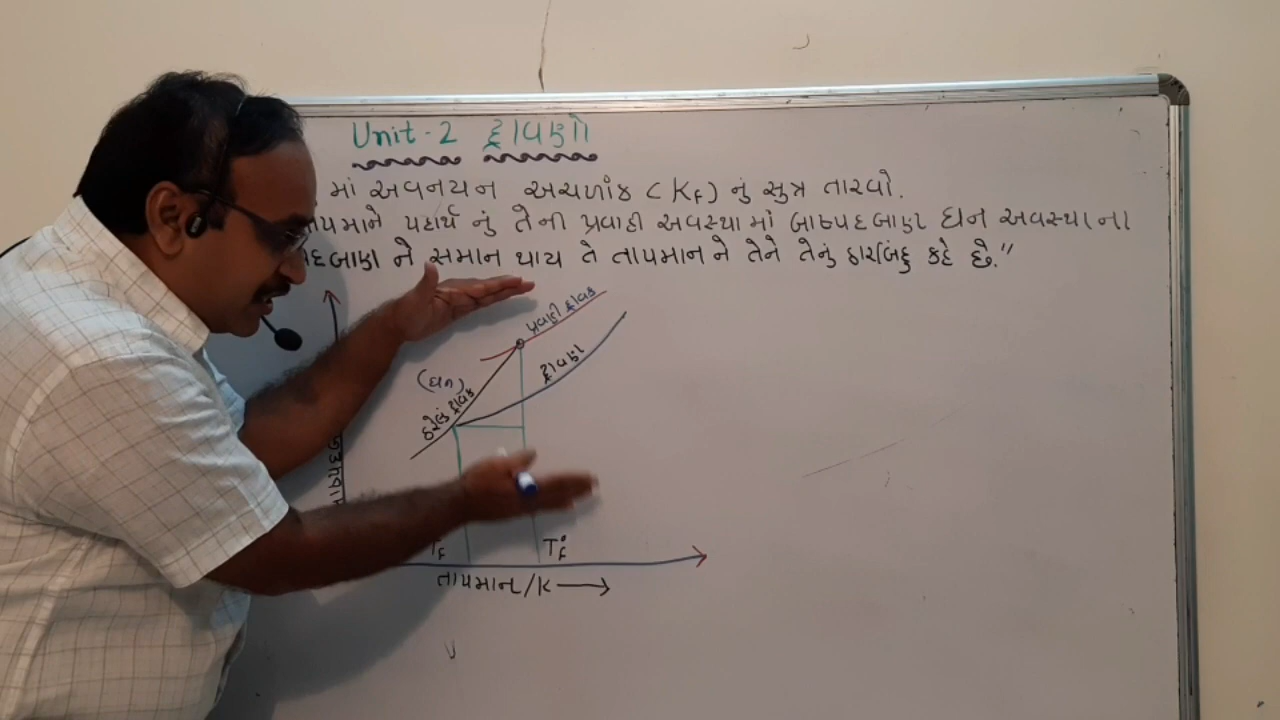 Unit-2 દ્રાવણો
માં અવનયન અચળાંક (Kf) નું સુત્ર તારવો.
તાપમાને પદાર્થ નું તેની પ્રવાહી અવસ્થામાં બાષ્પદબાણ ઘન અવસ્થાના
દબાણ ને સમાન થાય તે તાપમાન ને તેને તેનું ઠારબિંદુ કહે છે."
પ્રવાહી દ્રાવક
દ્રાવણ
(ઘન)
ઠરેલું દ્રાવક
Tf
Tf°
તાપમાન/K